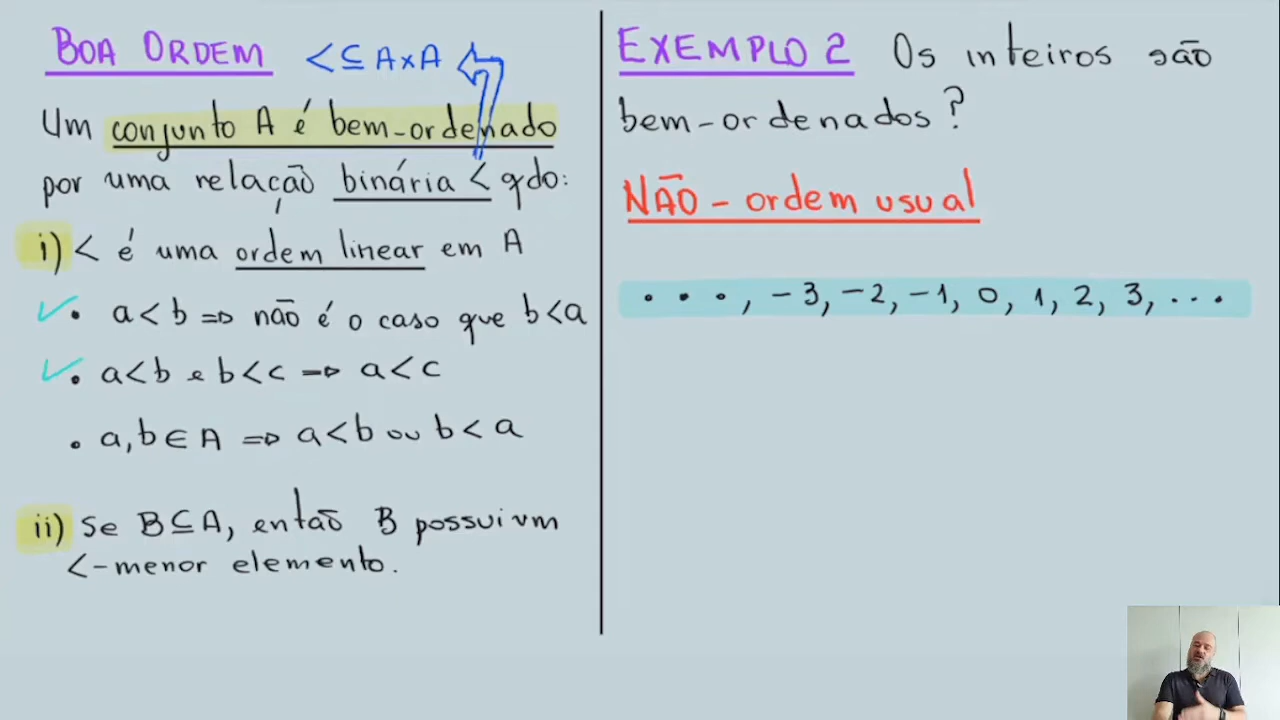 BOA ORDEM < ⊆ A×A
Um conjunto A é bem-ordenado
por uma relação binária < qdo:
i) < é uma ordem linear em A
• a<b ⇒ não é o caso que b<a
• a<b e b<c ⇒ a<c
• a,b∈A ⇒ a<b ou b<a
ii) Se B⊆A, então B possui um
<-menor elemento.
EXEMPLO 2 Os inteiros são
bem-ordenados?
NÃO - ordem usual
• • •, -3, -2, -1, 0, 1, 2, 3, ...